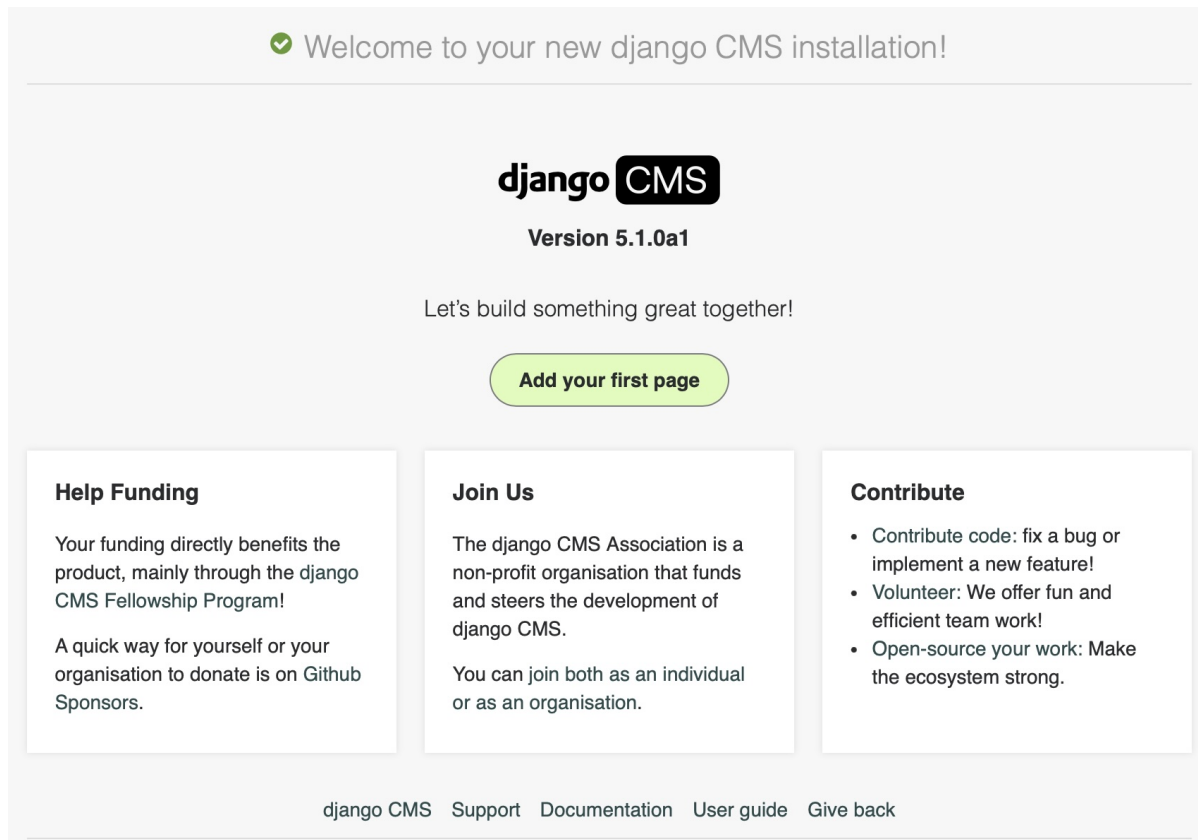 Welcome to your new django CMS installation!
django CMS
Version 5.1.0a1
Let’s build something great together!
Add your first page
Help Funding
Your funding directly benefits the
product, mainly through the django
CMS Fellowship Program!
A quick way for yourself or your
organisation to donate is on Github
Sponsors.
Join Us
The django CMS Association is a
non-profit organisation that funds
and steers the development of
django CMS.
You can join both as an individual
or as an organisation.
Contribute
• Contribute code: fix a bug or
implement a new feature!
• Volunteer: We offer fun and
efficient team work!
• Open-source your work: Make
the ecosystem strong.
django CMS Support Documentation User guide Give back